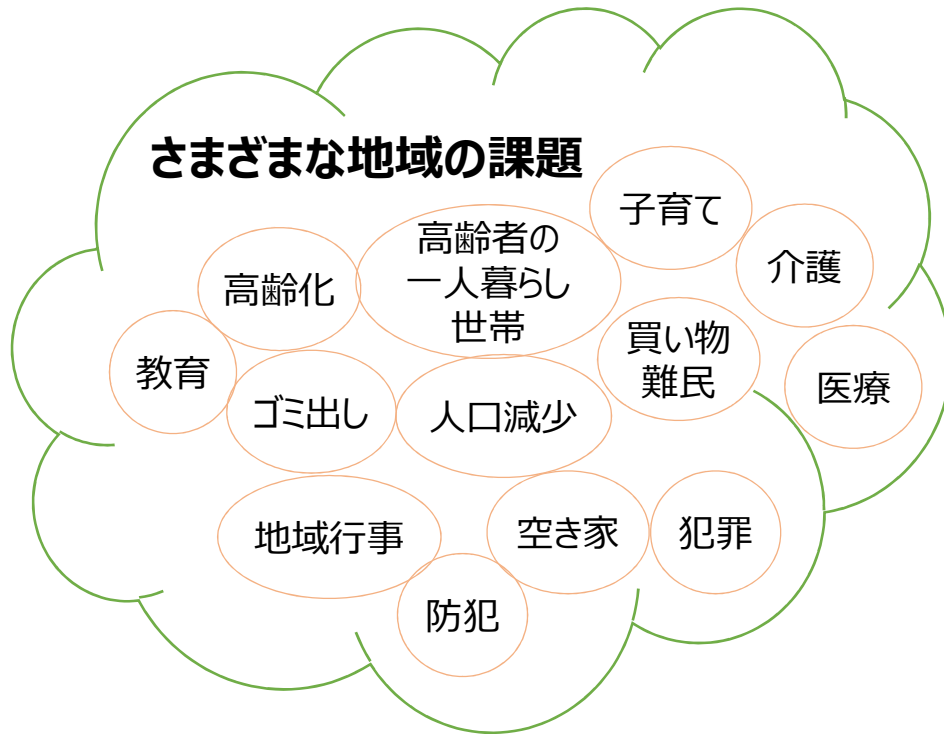 さまざまな地域の課題
子育て
高齢者の
一人暮らし
世帯
介護
高齢化
買い物
難民
教育
医療
ゴミ出し
人口減少
地域行事
空き家
犯罪
防犯